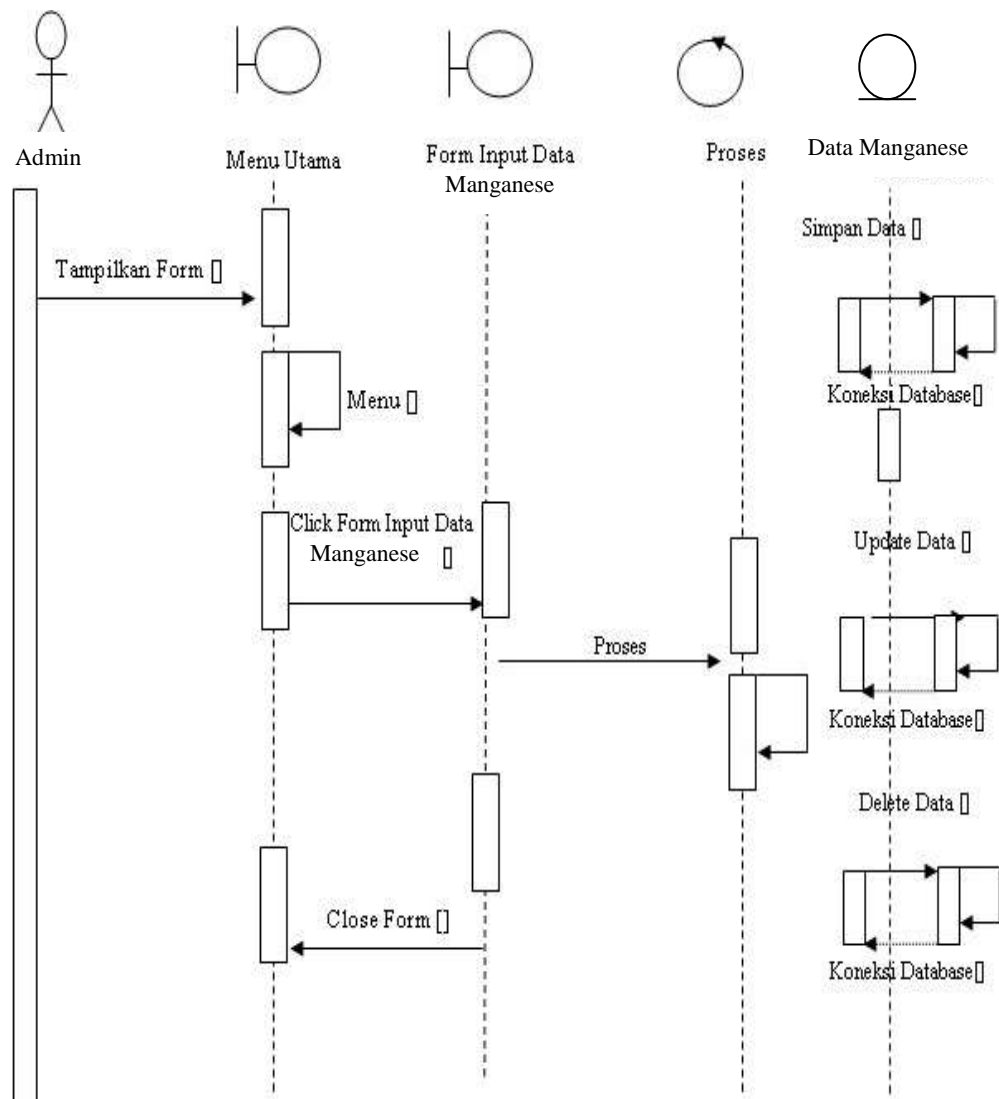 Admin
Menu Utama
Form Input Data
Manganese
Proses
Data Manganese
Simpan Data []
Tampilkan Form []
Menu []
Koneksi Database[]
Click Form Input Data
Manganese []
Update Data []
Proses
Koneksi Database[]
Delete Data []
Close Form []
Koneksi Database[]